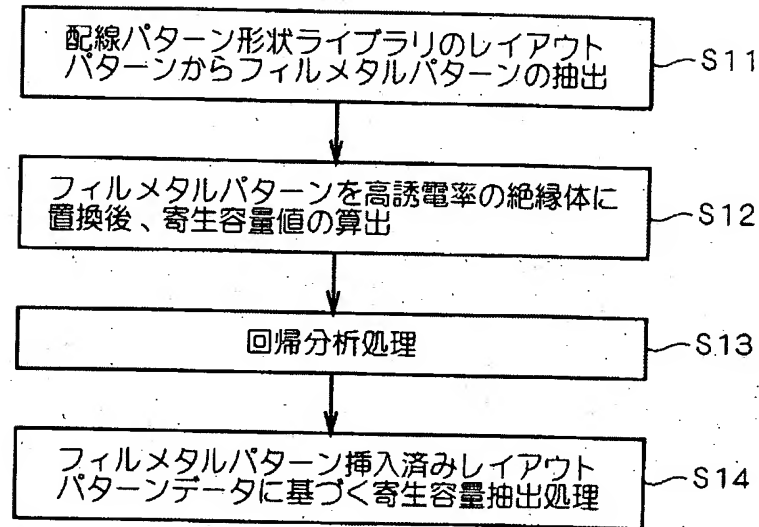 配線パターン形状ライブラリのレイアウト
パターンからフィルメタルパターンの抽出
S11
フィルメタルパターンを高誘電率の絶縁体に
置換後、寄生容量値の算出
S12
回帰分析処理
S13
フィルメタルパターン挿入済みレイアウト
パターンデータに基づく寄生容量抽出処理
S14